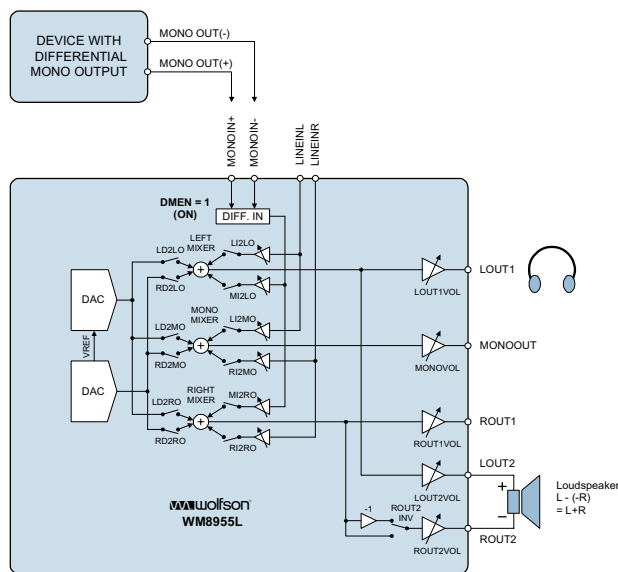 DEVICE WITH
DIFFERENTIAL
MONO OUTPUT
MONO OUT(-)
MONO OUT(+)
MONOIN+
MONOIN-
LINEINL
LINEINR
DMEN = 1
(ON)
DIFF. IN
LEFT
MIXER
LI2LO
LD2LO
RD2LO
MI2LO
DAC
LOUT1VOL
LOUT1
MONO
MIXER
LI2MO
LD2MO
RD2MO
RI2MO
VREF
MONOVOL
MONOOUT
DAC
RIGHT
MIXER
MI2RO
LD2RO
RD2RO
RI2RO
ROUT1VOL
ROUT1
LOUT2
LOUT2VOL
+
−
Loudspeaker
L - (-R)
= L+R
wolfson
WM8955L
-1
ROUT2
INV
ROUT2VOL
ROUT2